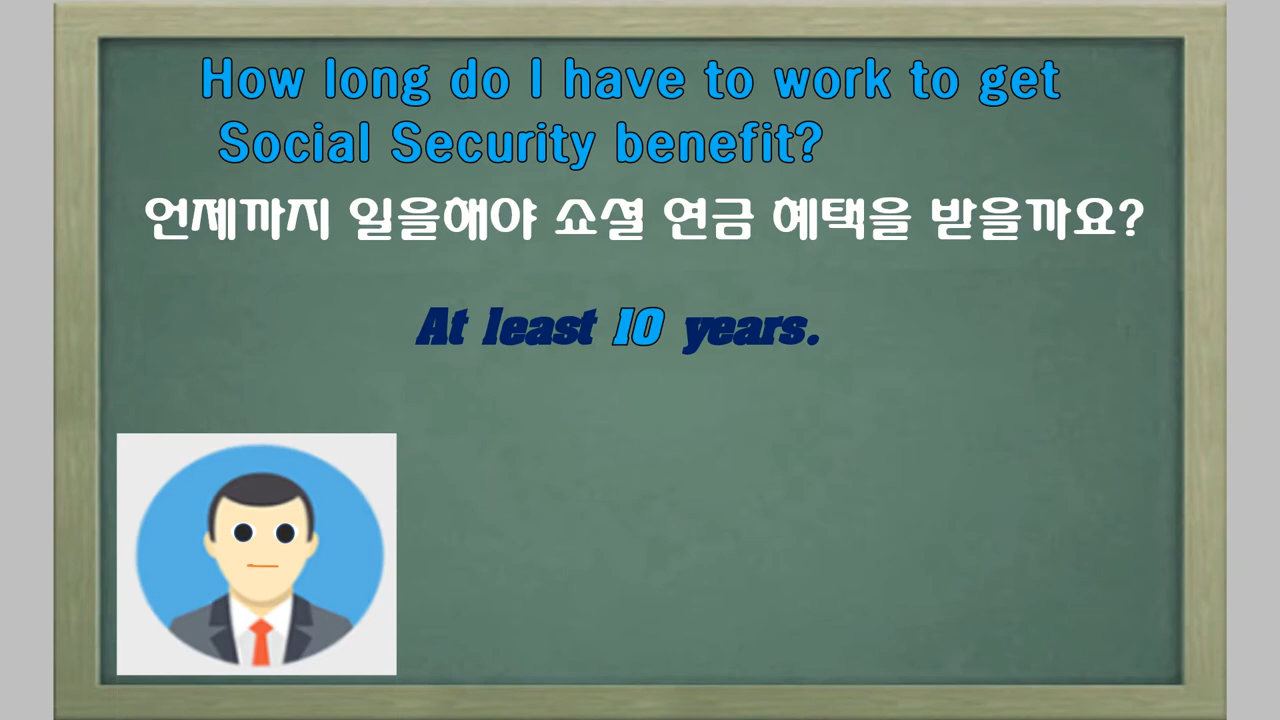 How long do I have to work to get
Social Security benefit?
언제까지 일을해야 쇼셜 연금 혜택을 받을까요?
At least 10 years.